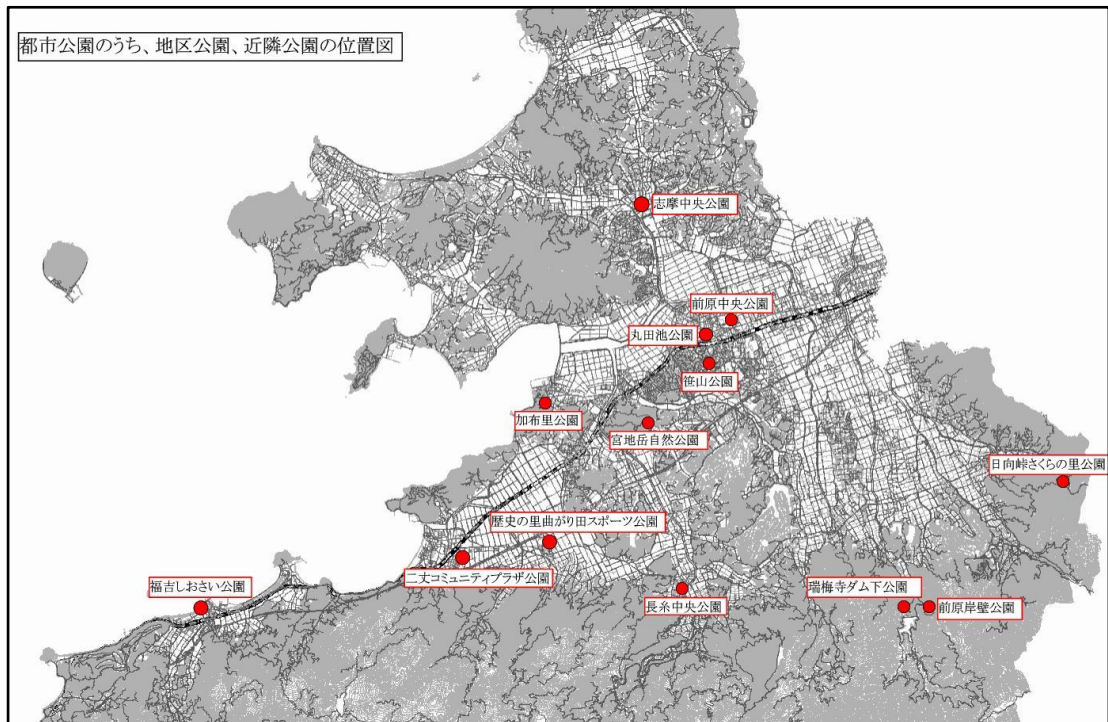 都市公園のうち、地区公園、近隣公園の位置図
志摩中央公園
前原中央公園
丸田池公園
笹山公園
加布里公園
宮地岳自然公園
日向峠さくらの里公園
歴史の里曲がり田スポーツ公園
二丈コミュニティプラザ公園
福吉しおさい公園
長糸中央公園
瑞梅寺ダム下公園
前原岸壁公園